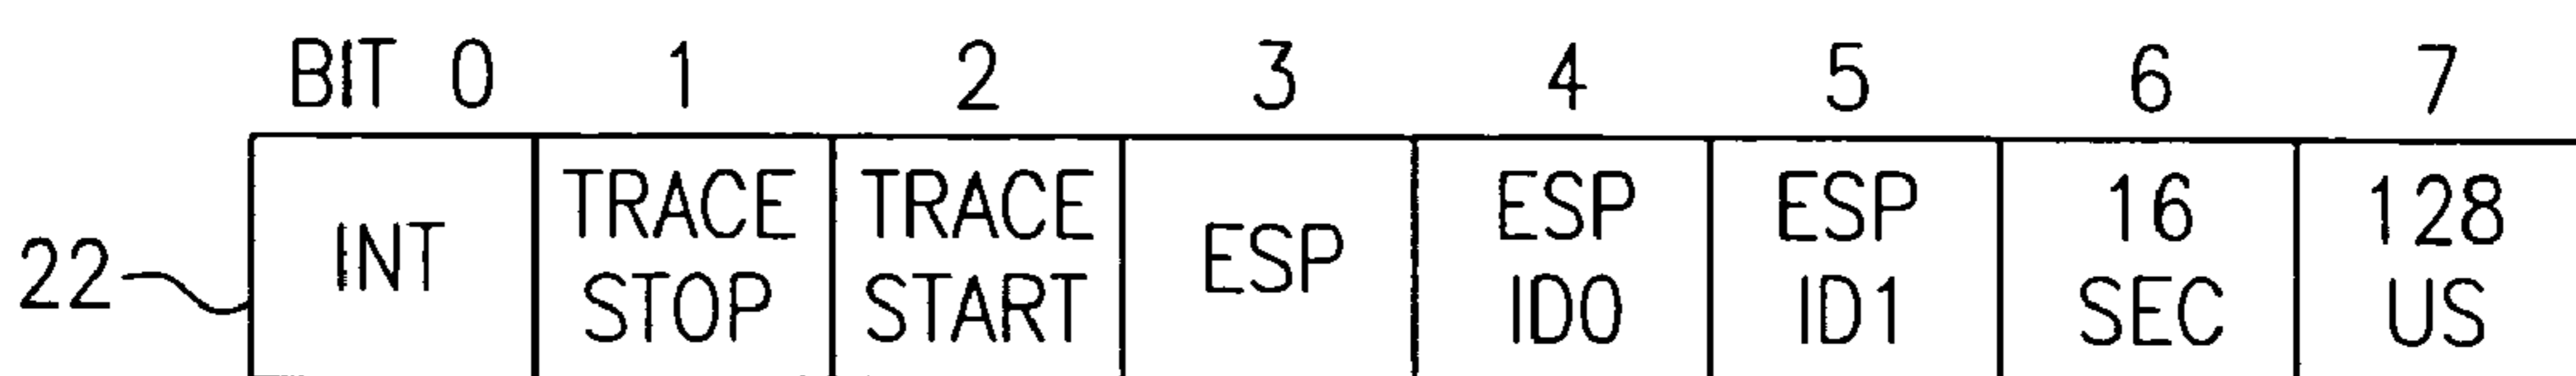 BIT 0 1 2 3 4 5 6 7
22
INT
TRACE
STOP
TRACE
START
ESP
ESP
ID0
ESP
ID1
16
SEC
128
US